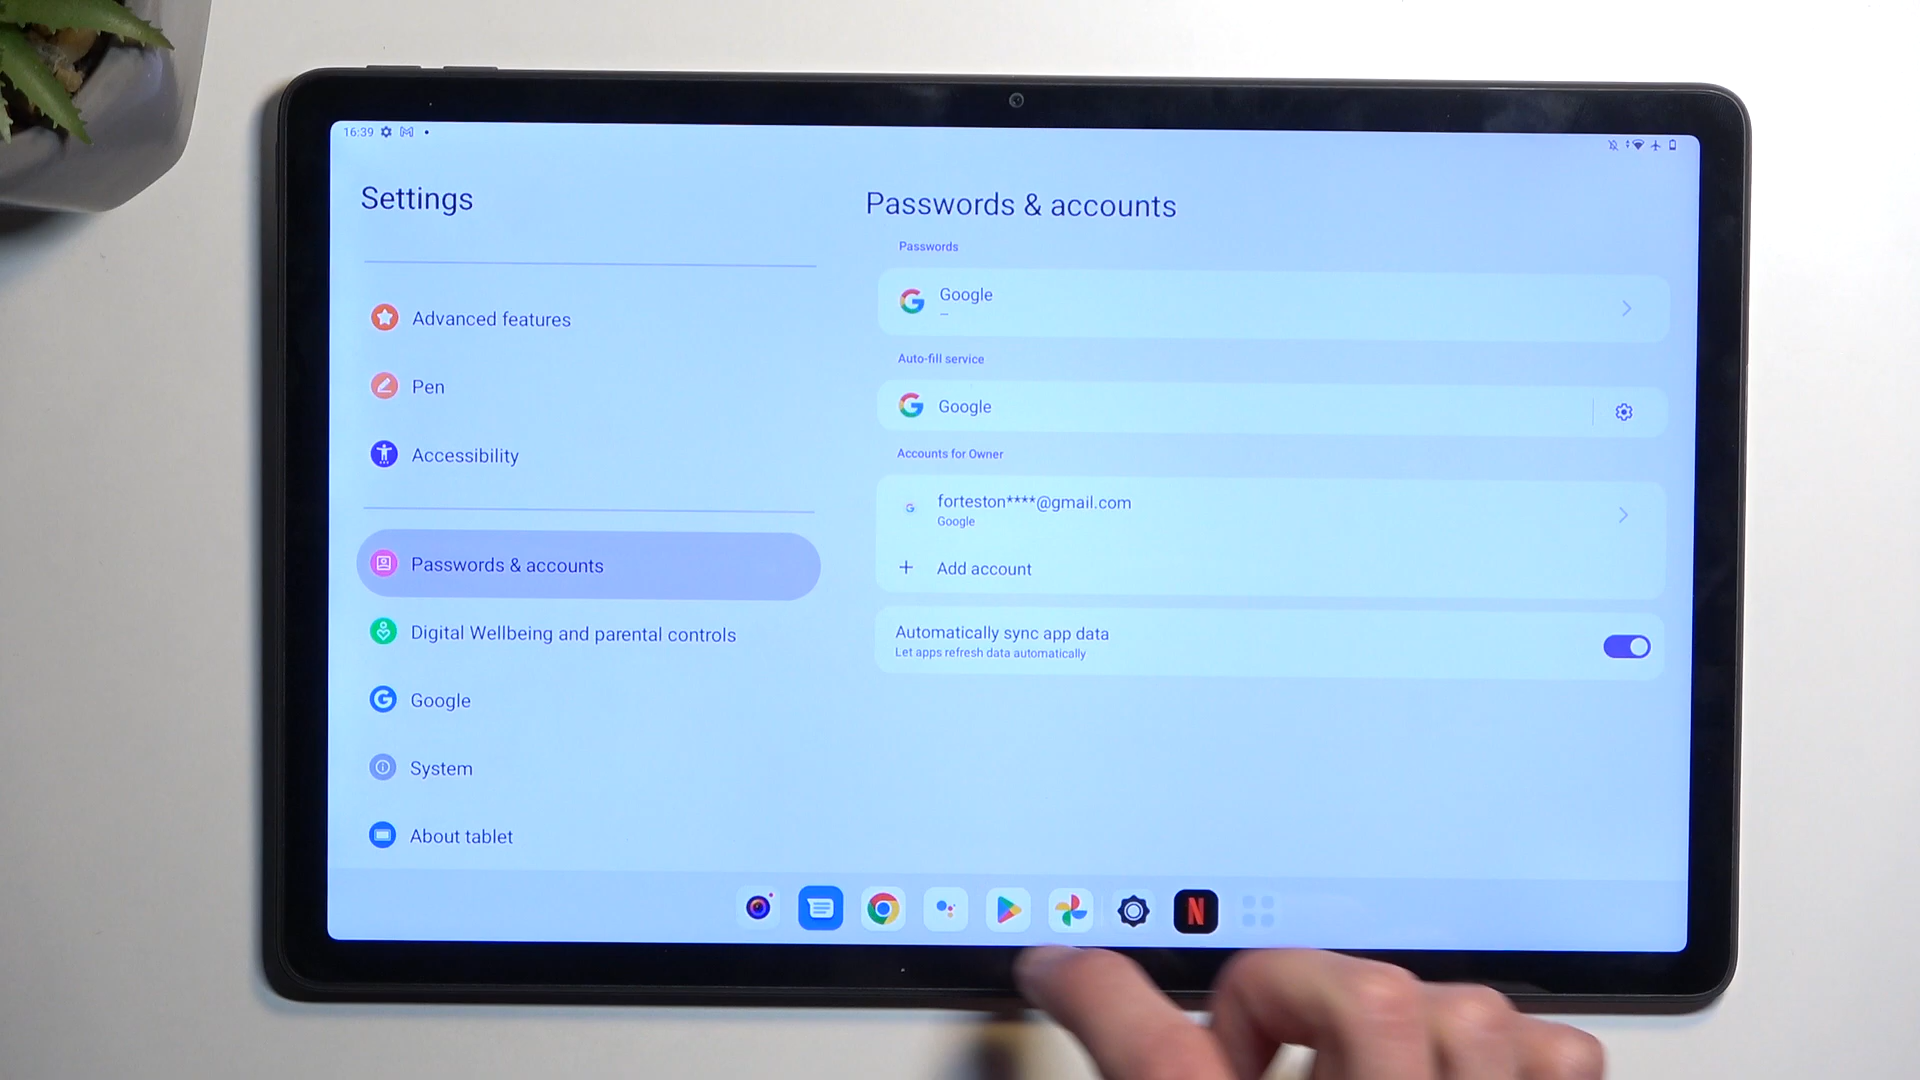 16:39
Settings
Advanced features
Pen
Accessibility
Passwords & accounts
Digital Wellbeing and parental controls
Google
System
About tablet
Passwords & accounts
Passwords
Google
–
Auto-fill service
Google
Accounts for Owner
forteston****@gmail.com
Google
+ Add account
Automatically sync app data
Let apps refresh data automatically
N